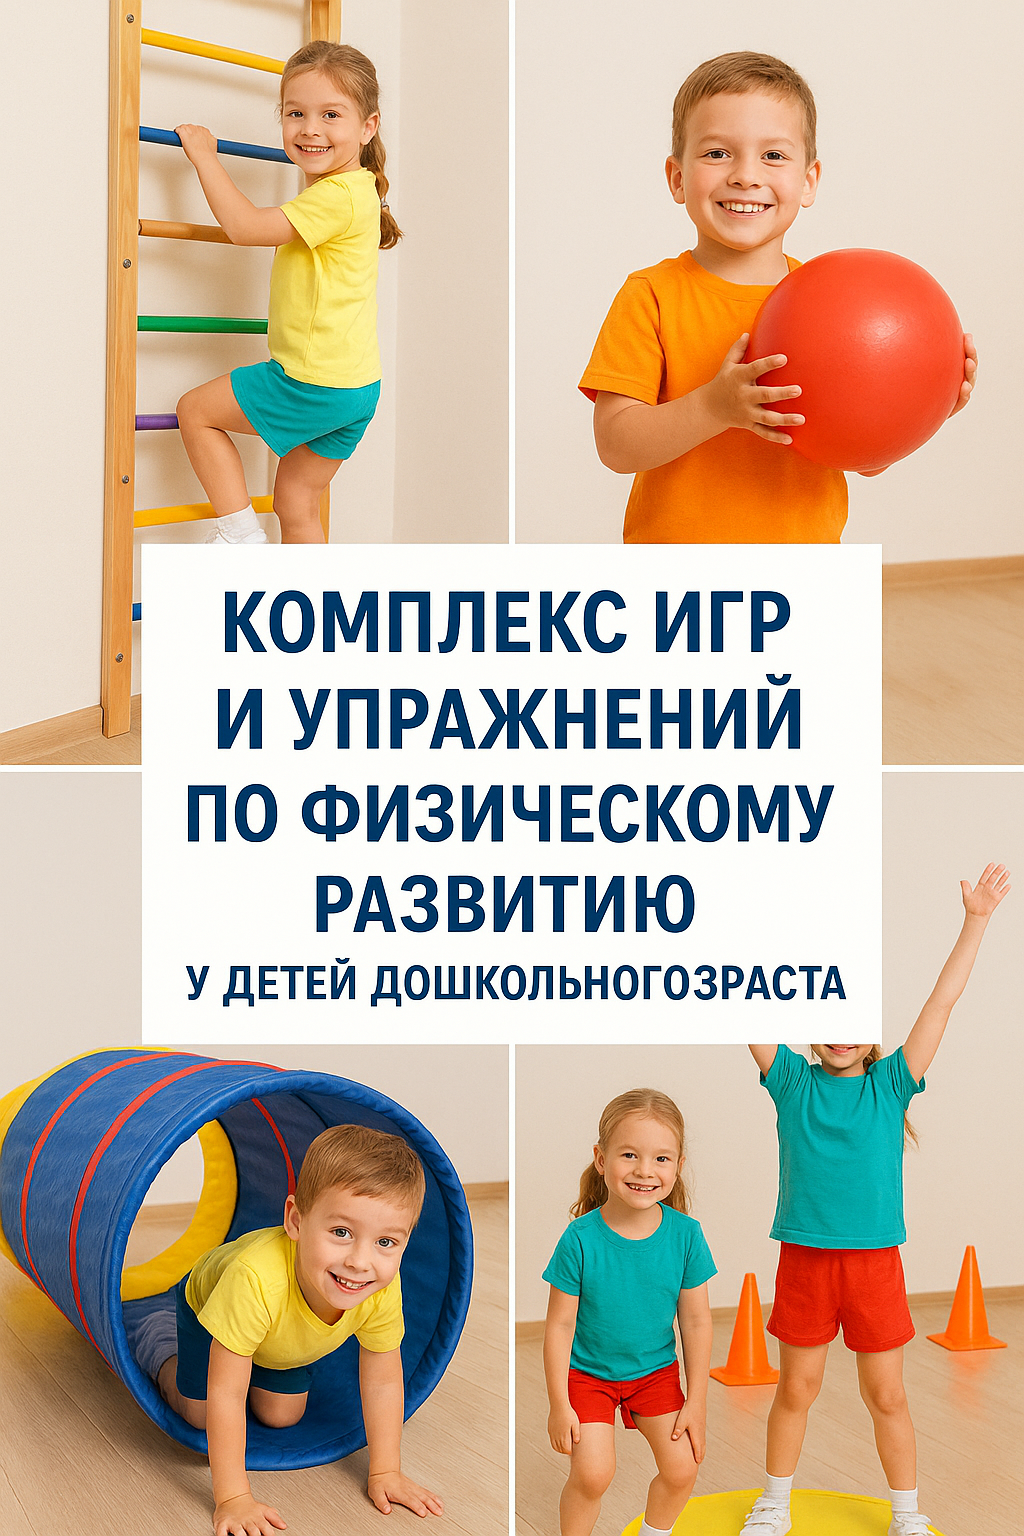 КОМПЛЕКС ИГР
И УПРАЖНЕНИЙ
ПО ФИЗИЧЕСКОМУ
РАЗВИТИЮ
У ДЕТЕЙ ДОШКОЛЬНОГОЗРАСТА